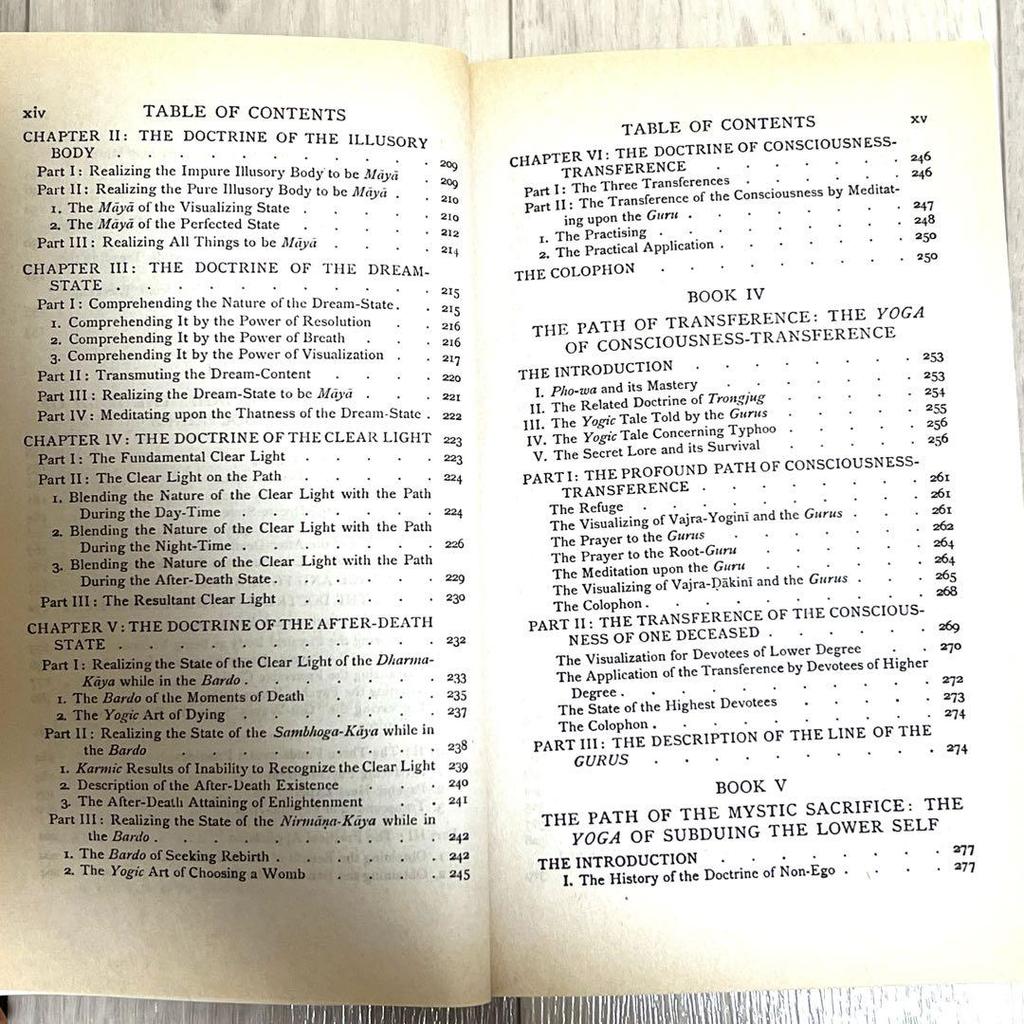 xiv TABLE OF CONTENTS
CHAPTER II: THE DOCTRINE OF THE ILLUSORY
BODY . . . . . . . . . . 209
Part I: Realizing the Impure Illusory Body to be Māyā . 209
Part II: Realizing the Pure Illusory Body to be Māyā . . 210
1. The Māyā of the Visualizing State . . . . 210
2. The Māyā of the Perfected State . . . . 212
Part III: Realizing All Things to be Māyā . . . . 214
CHAPTER III: THE DOCTRINE OF THE DREAM-
STATE . . . . . . . . . . 215
Part I: Comprehending the Nature of the Dream-State . . 215
1. Comprehending It by the Power of Resolution . . 216
2. Comprehending It by the Power of Breath . . . 216
3. Comprehending It by the Power of Visualization . . 217
Part II: Transmuting the Dream-Content . . . . 220
Part III: Realizing the Dream-State to be Māyā . . . 221
Part IV: Meditating upon the Thatness of the Dream-State . 222
CHAPTER IV: THE DOCTRINE OF THE CLEAR LIGHT 223
Part I: The Fundamental Clear Light . . . . 223
Part II: The Clear Light on the Path . . . . 224
1. Blending the Nature of the Clear Light with the Path
During the Day-Time . . . . . . 224
2. Blending the Nature of the Clear Light with the Path
During the Night-Time . . . . . . 226
3. Blending the Nature of the Clear Light with the Path
During the After-Death State . . . . . 229
Part III: The Resultant Clear Light . . . . 230
CHAPTER V: THE DOCTRINE OF THE AFTER-DEATH
STATE . . . . . . . . . 232
Part I: Realizing the State of the Clear Light of the Dharma-
Kāya while in the Bardo . . . . . . 233
1. The Bardo of the Moments of Death . . . . 235
2. The Yogic Art of Dying . . . . . . 237
Part II: Realizing the State of the Sambhoga-Kāya while in
the Bardo . . . . . . . . 238
1. Karmic Results of Inability to Recognize the Clear Light 239
2. Description of the After-Death Existence . . . 240
3. The After-Death Attaining of Enlightenment . . 241
Part III: Realizing the State of the Nirmāṇa-Kāya while in
the Bardo . . . . . . . . 242
1. The Bardo of Seeking Rebirth . . . . . 242
2. The Yogic Art of Choosing a Womb . . . . 245
TABLE OF CONTENTS xv
CHAPTER VI: THE DOCTRINE OF CONSCIOUSNESS-
TRANSFERENCE . . . . . . . 246
Part I: The Three Transferences . . . . . 246
Part II: The Transference of the Consciousness by Meditat-
ing upon the Guru . . . . . . . 247
1. The Practising . . . . . . . 248
2. The Practical Application . . . . . . 250
THE COLOPHON . . . . . . . 250
BOOK IV
THE PATH OF TRANSFERENCE: THE YOGA
OF CONSCIOUSNESS-TRANSFERENCE
THE INTRODUCTION . . . . . . 253
I. Pho-wa and its Mastery . . . . . 253
II. The Related Doctrine of Trongjug . . . . 254
III. The Yogic Tale Told by the Gurus . . . . 255
IV. The Yogic Tale Concerning Typhoo . . . . 256
V. The Secret Lore and its Survival . . . . 256
PART I: THE PROFOUND PATH OF CONSCIOUSNESS-
TRANSFERENCE . . . . . . . 261
The Refuge . . . . . . . . 261
The Visualizing of Vajra-Yoginī and the Gurus . . . 261
The Prayer to the Gurus . . . . . . 262
The Prayer to the Root-Guru . . . . . 264
The Meditation upon the Guru . . . . . 264
The Visualizing of Vajra-Ḍākinī and the Gurus . . . 265
The Colophon . . . . . . . . 268
PART II: THE TRANSFERENCE OF THE CONSCIOUS-
NESS OF ONE DECEASED . . . . . 269
The Visualization for Devotees of Lower Degree . . 270
The Application of the Transference by Devotees of Higher
Degree . . . . . . . . . 272
The State of the Highest Devotees . . . . 273
The Colophon . . . . . . . . 274
PART III: THE DESCRIPTION OF THE LINE OF THE
GURUS . . . . . . . . 274
BOOK V
THE PATH OF THE MYSTIC SACRIFICE: THE
YOGA OF SUBDUING THE LOWER SELF
THE INTRODUCTION . . . . . . 277
I. The History of the Doctrine of Non-Ego . . . . 277